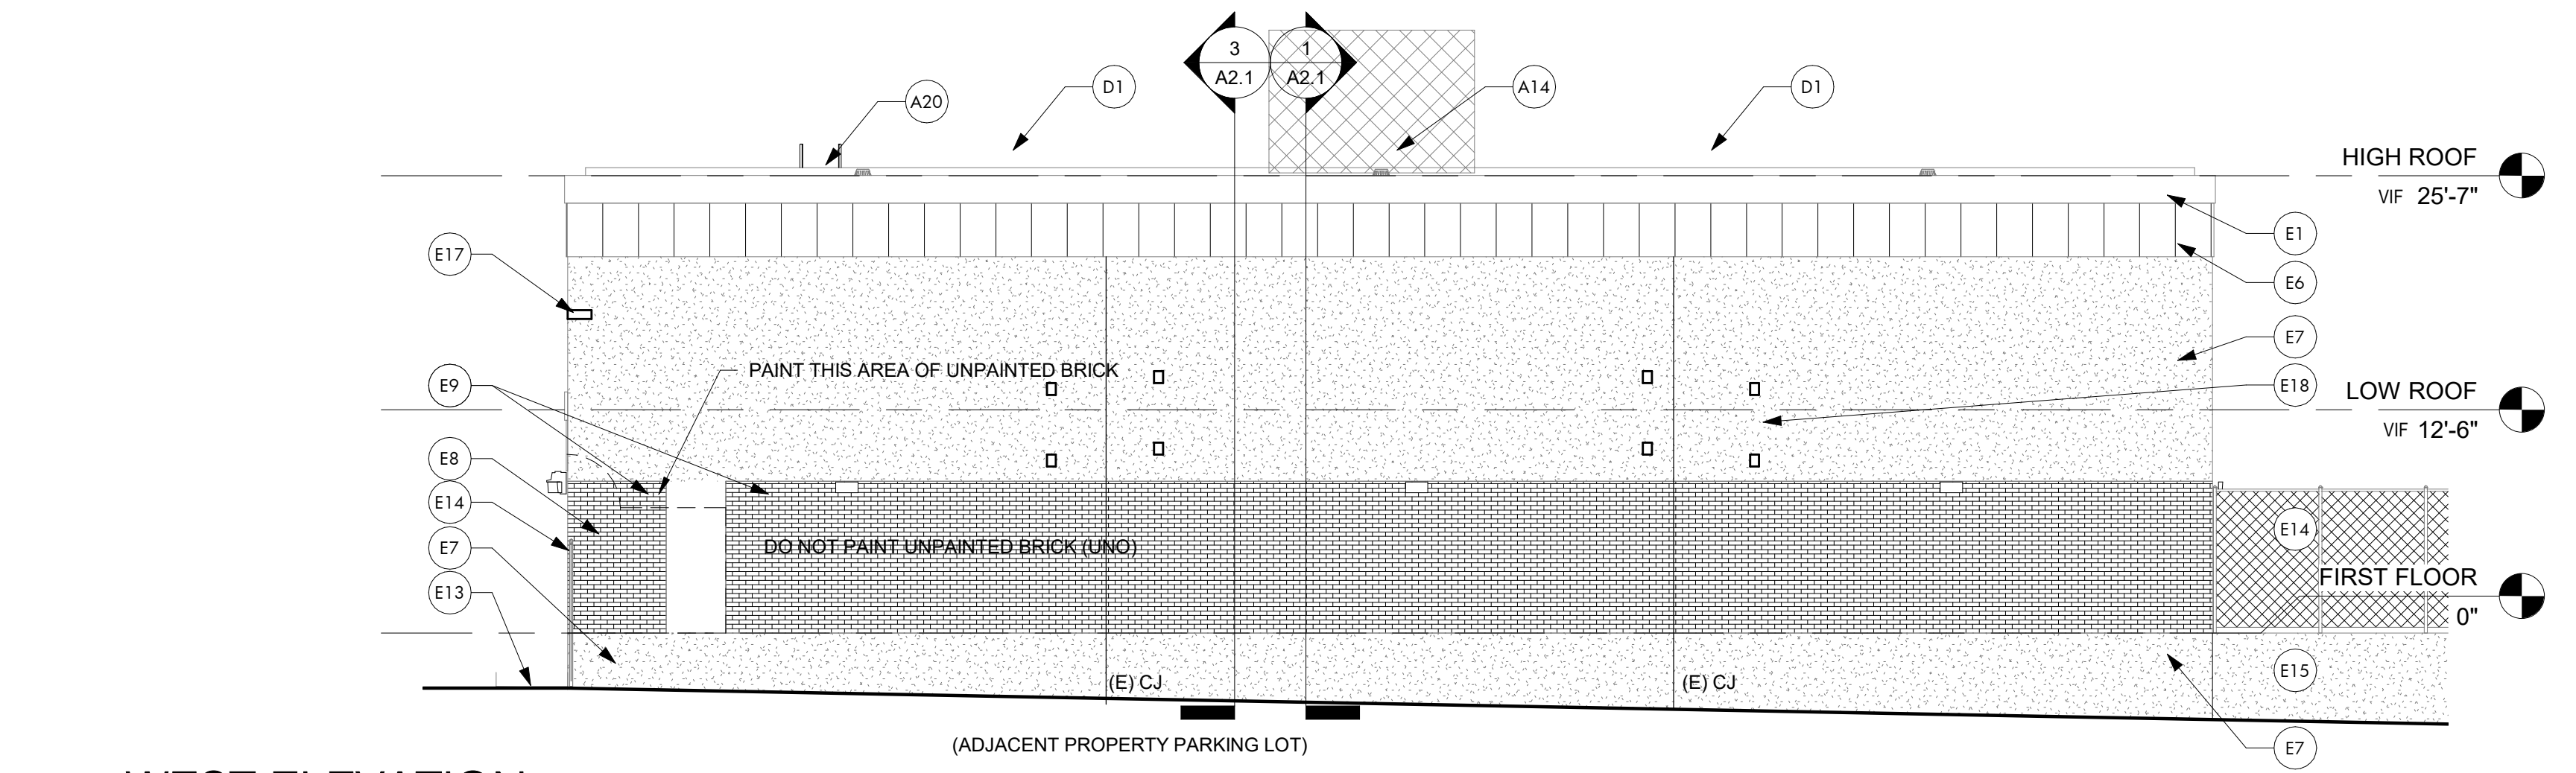 3
A2.1
1
A2.1
A20
D1
A14
D1
HIGH ROOF
VIF 25'-7"
E1
E17
E6
E7
PAINT THIS AREA OF UNPAINTED BRICK
E9
E18
LOW ROOF
VIF 12'-6"
E8
E14
E14
DO NOT PAINT UNPAINTED BRICK (UNO)
E7
FIRST FLOOR
0"
E13
E15
(E) CJ
(E) CJ
(ADJACENT PROPERTY PARKING LOT)
E7
WEST ELEVATION